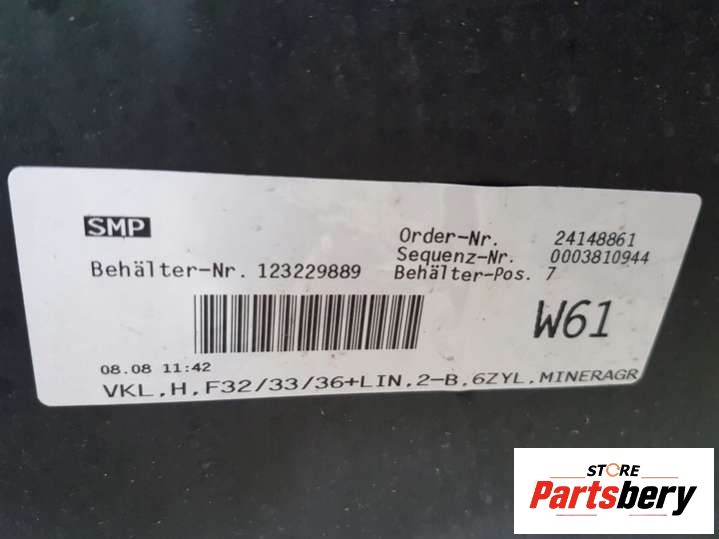 SMP
Order-Nr. 24148861
Sequenz-Nr. 0003810944
Behälter-Nr. 123229889 Behälter-Pos. 7
W61
08.08 11:42
VKL,H,F32/33/36+LIN,2-B,6ZYL,MINERAGR
STORE
Partsbery